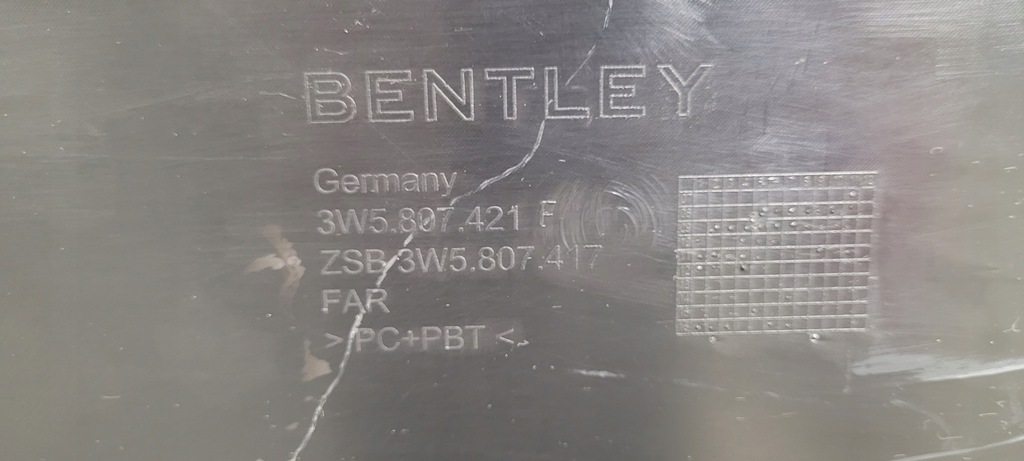 BENTLEY
Germany
3W5.807.421 F
ZSB 3W5.807.417
FAR
> PC+PBT <